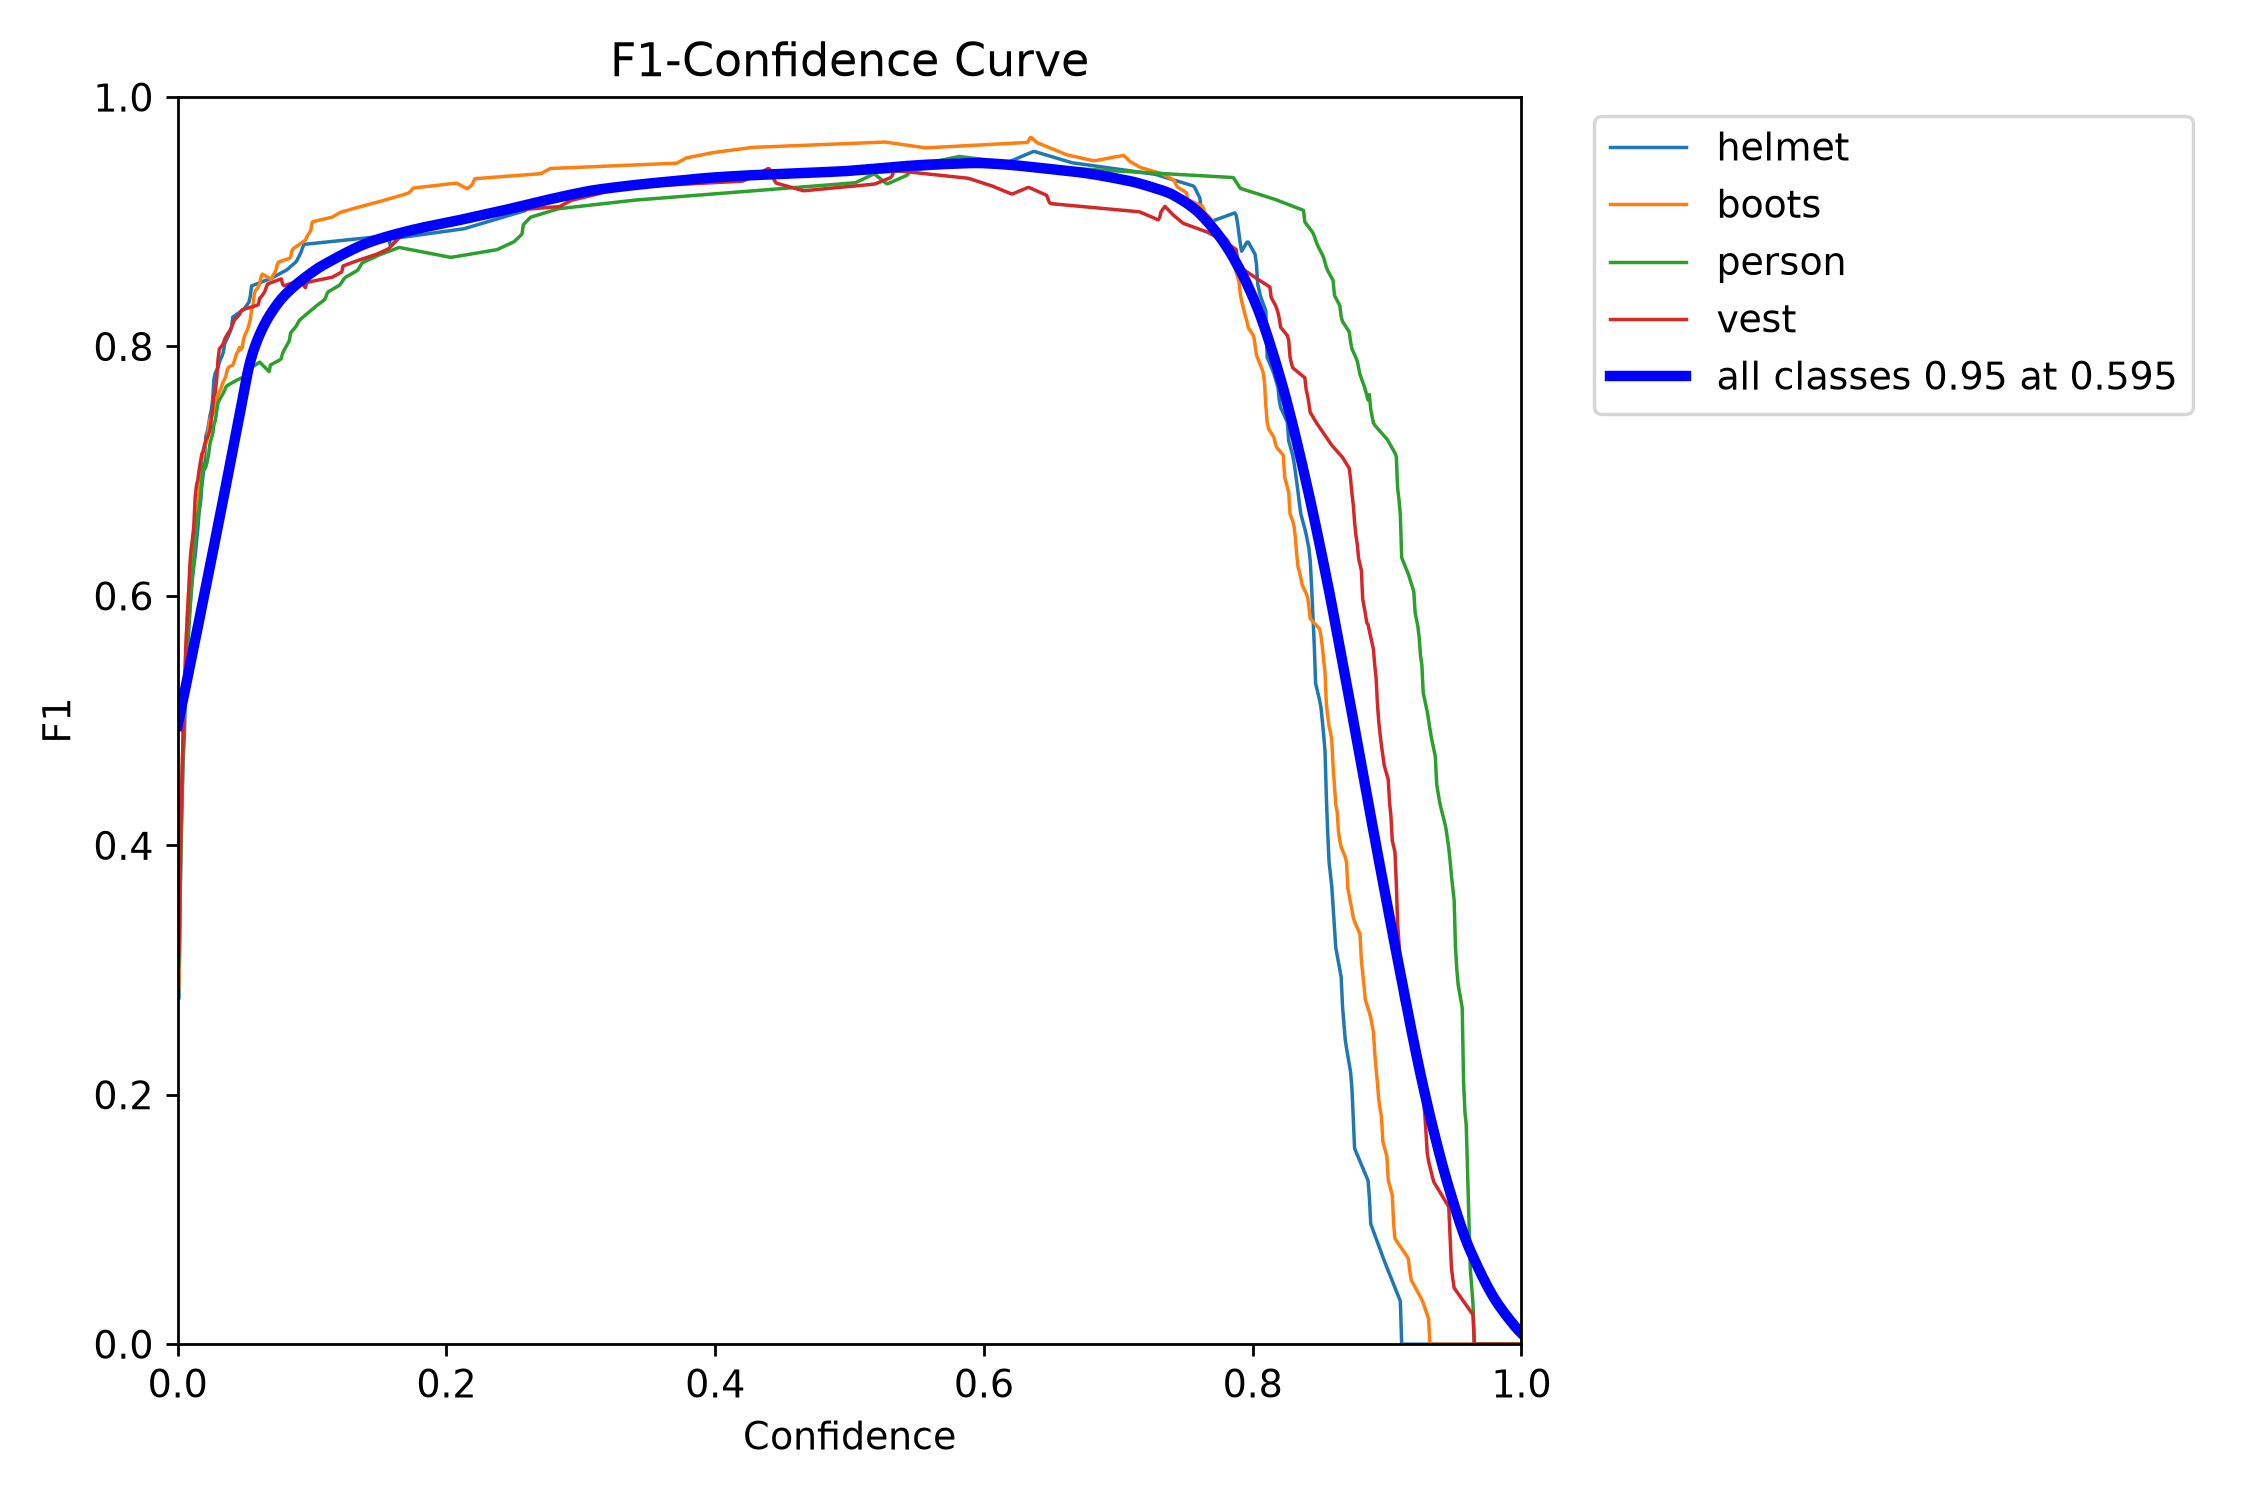 F1-Confidence Curve
1.0
0.8
0.6
0.4
0.2
0.0
F1
0.0 0.2 0.4 0.6 0.8 1.0
Confidence
helmet
boots
person
vest
all classes 0.95 at 0.595